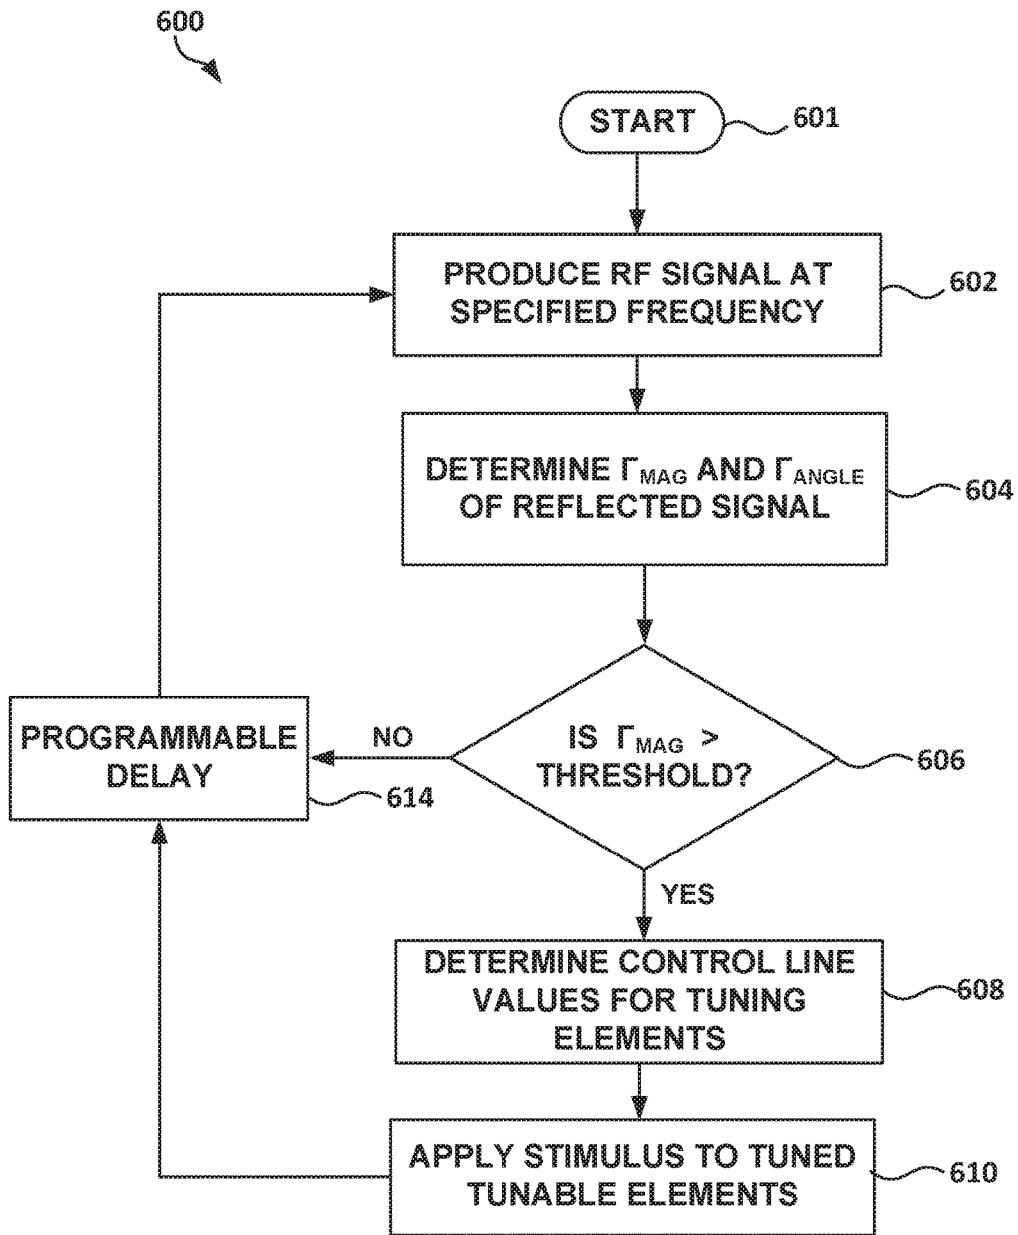 600
START
601
PRODUCE RF SIGNAL AT
SPECIFIED FREQUENCY
602
DETERMINE ΓMAG AND ΓANGLE
OF REFLECTED SIGNAL
604
IS ΓMAG >
THRESHOLD?
606
NO
PROGRAMMABLE
DELAY
614
YES
DETERMINE CONTROL LINE
VALUES FOR TUNING
ELEMENTS
608
APPLY STIMULUS TO TUNED
TUNABLE ELEMENTS
610